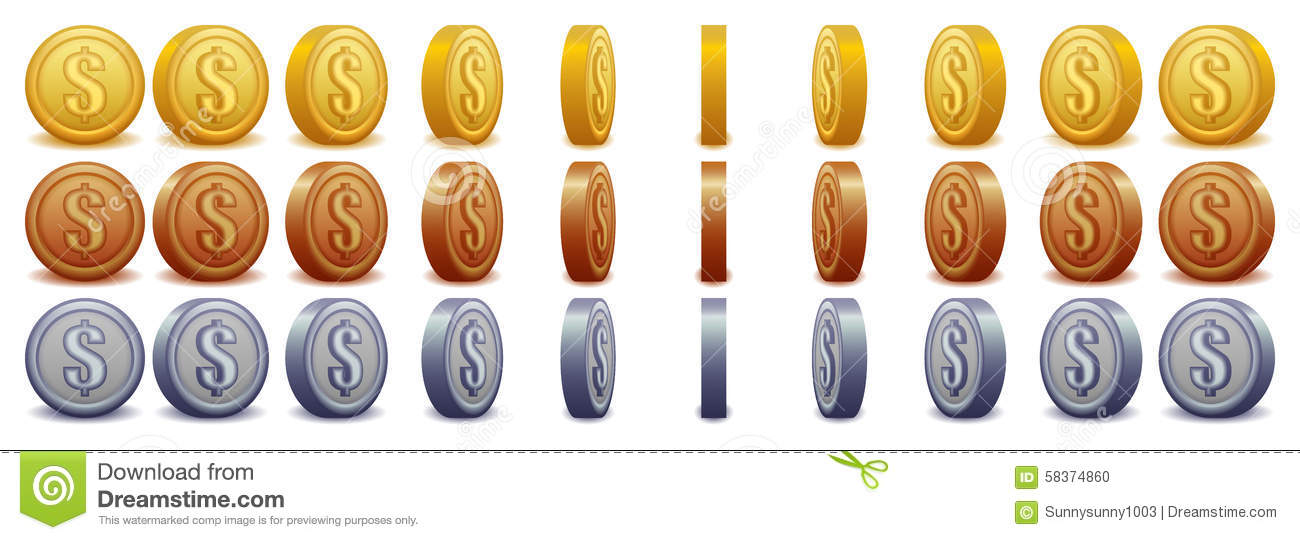 $ $ $ $ $ $ $ $ $
$ $ $ $ $ $ $ $ $
$ $ $ $ $ $ $ $ $
Download from
Dreamstime.com
This watermarked comp image is for previewing purposes only.
ID 58374860
© Sunnysunny1003 | Dreamstime.com